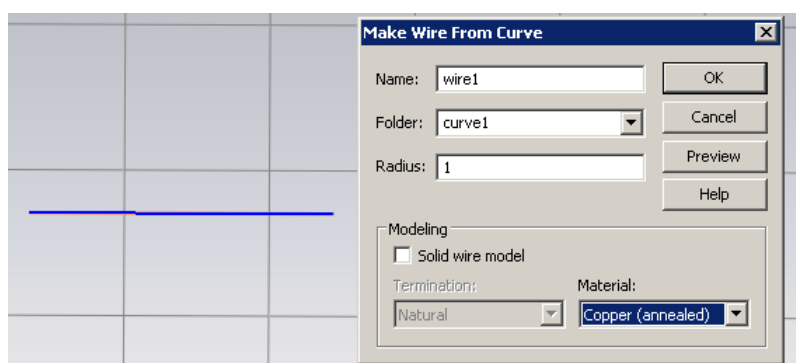 Make Wire From Curve
Name: wire1 OK
Folder: curve1 Cancel
Radius: 1 Preview
Help
Modeling
Solid wire model
Termination: Material:
Natural Copper (annealed)